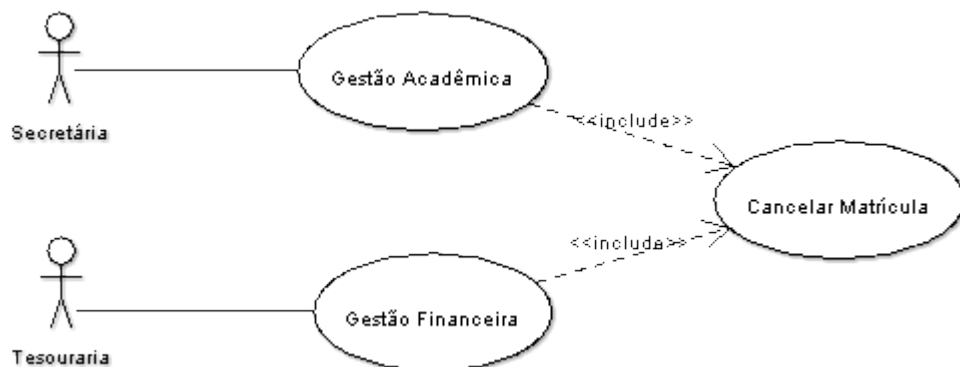 Gestão Acadêmica
<<include>>
Secretária
Cancelar Matrícula
<<include>>
Gestão Financeira
Tesouraria